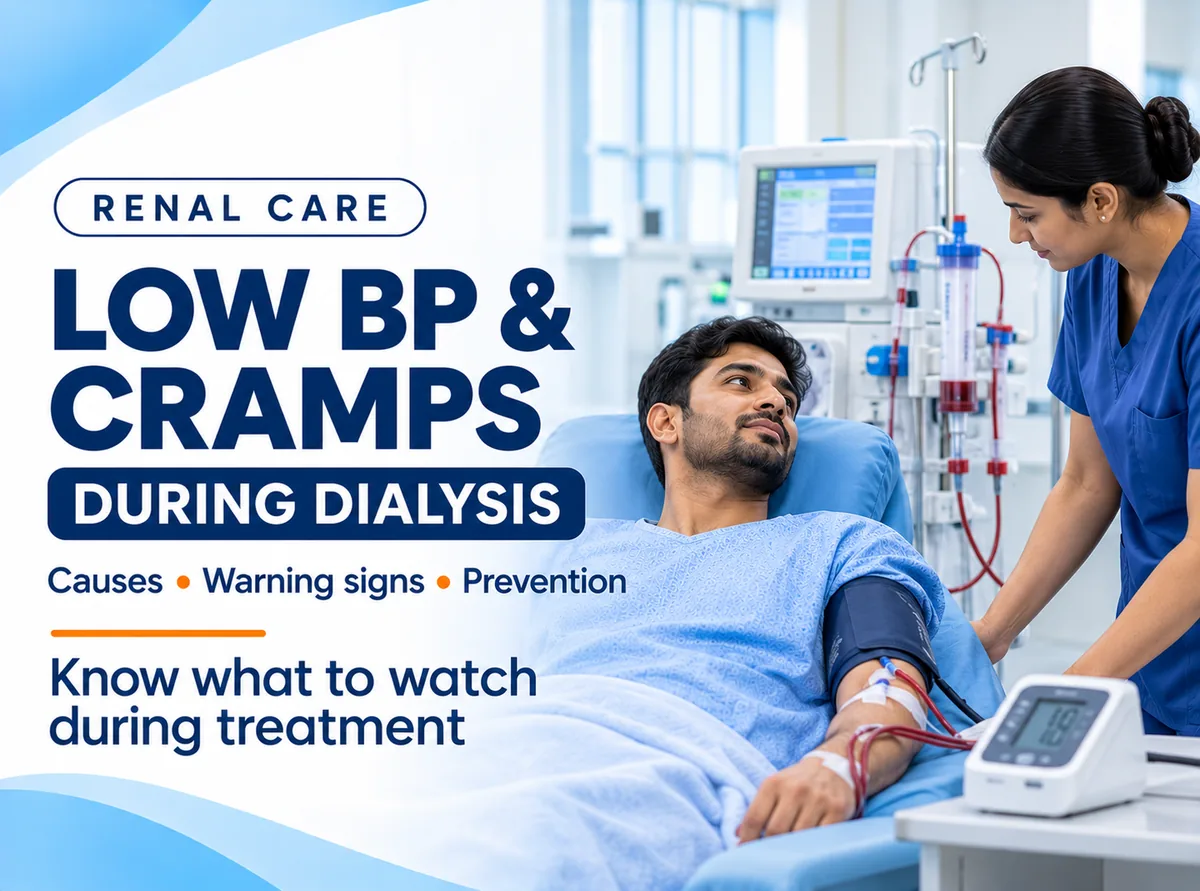 RENAL CARE
LOW BP &
CRAMPS
DURING DIALYSIS
Causes • Warning signs • Prevention
Know what to watch
during treatment